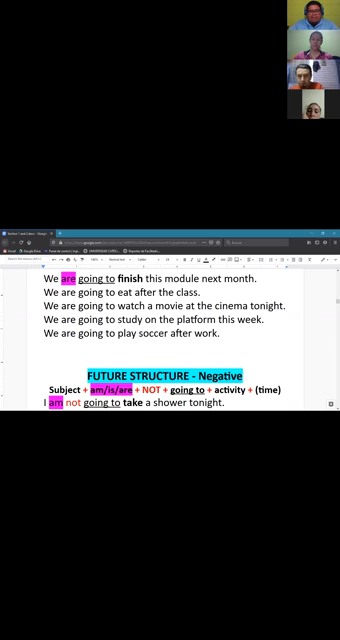 We are going to finish this module next month.
We are going to eat after the class.
We are going to watch a movie at the cinema tonight.
We are going to study on the platform this week.
We are going to play soccer after work.
FUTURE STRUCTURE - Negative
Subject + am/is/are + NOT + going to + activity + (time)
I am not going to take a shower tonight.